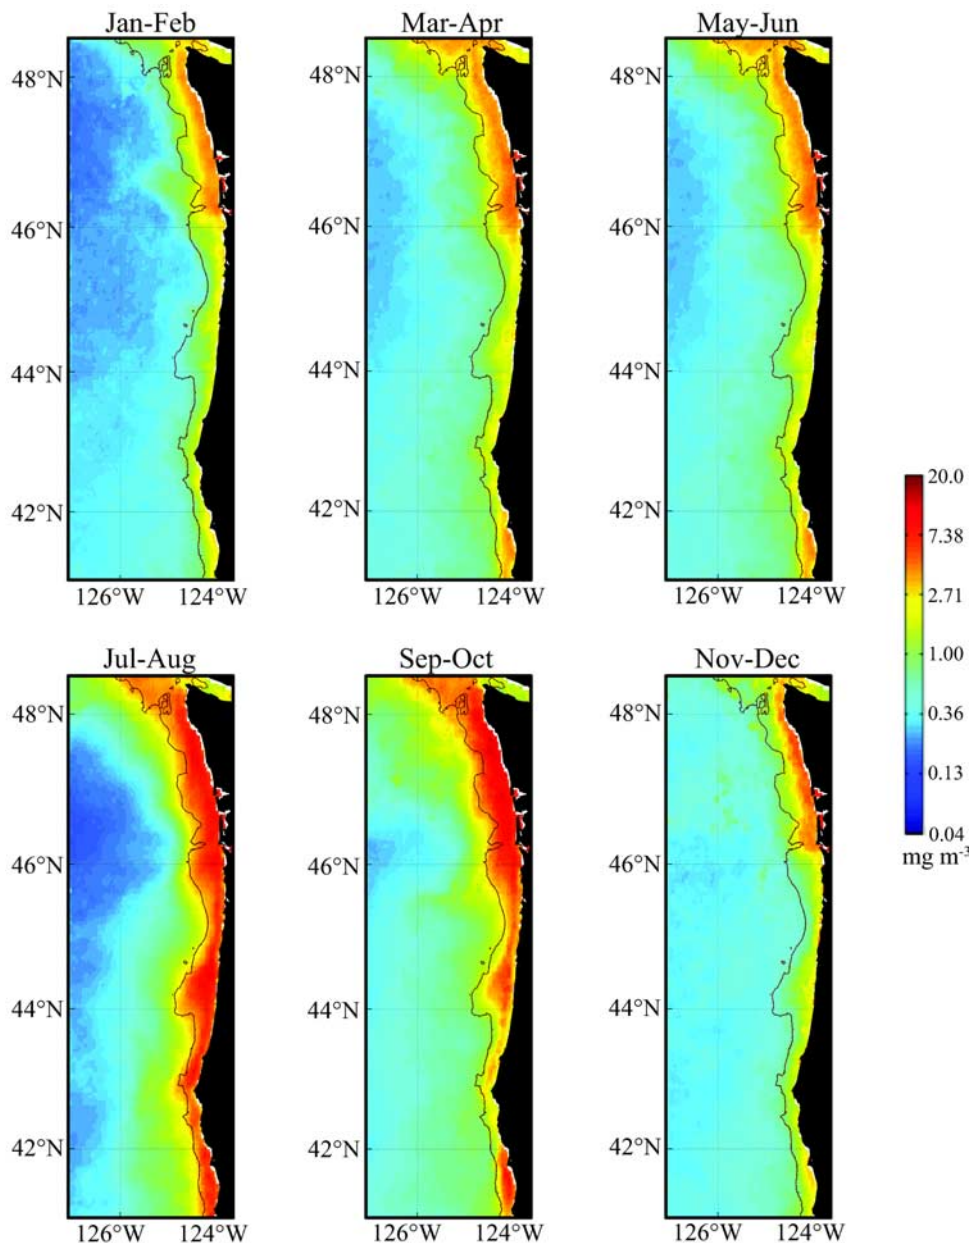 Jan-Feb
Mar-Apr
May-Jun
48°N
46°N
44°N
42°N
126°W 124°W
48°N
46°N
44°N
42°N
126°W 124°W
48°N
46°N
44°N
42°N
126°W 124°W
20.0
7.38
2.71
1.00
0.36
0.13
0.04
mg m⁻³
Jul-Aug
Sep-Oct
Nov-Dec
48°N
46°N
44°N
42°N
126°W 124°W
48°N
46°N
44°N
42°N
126°W 124°W
48°N
46°N
44°N
42°N
126°W 124°W